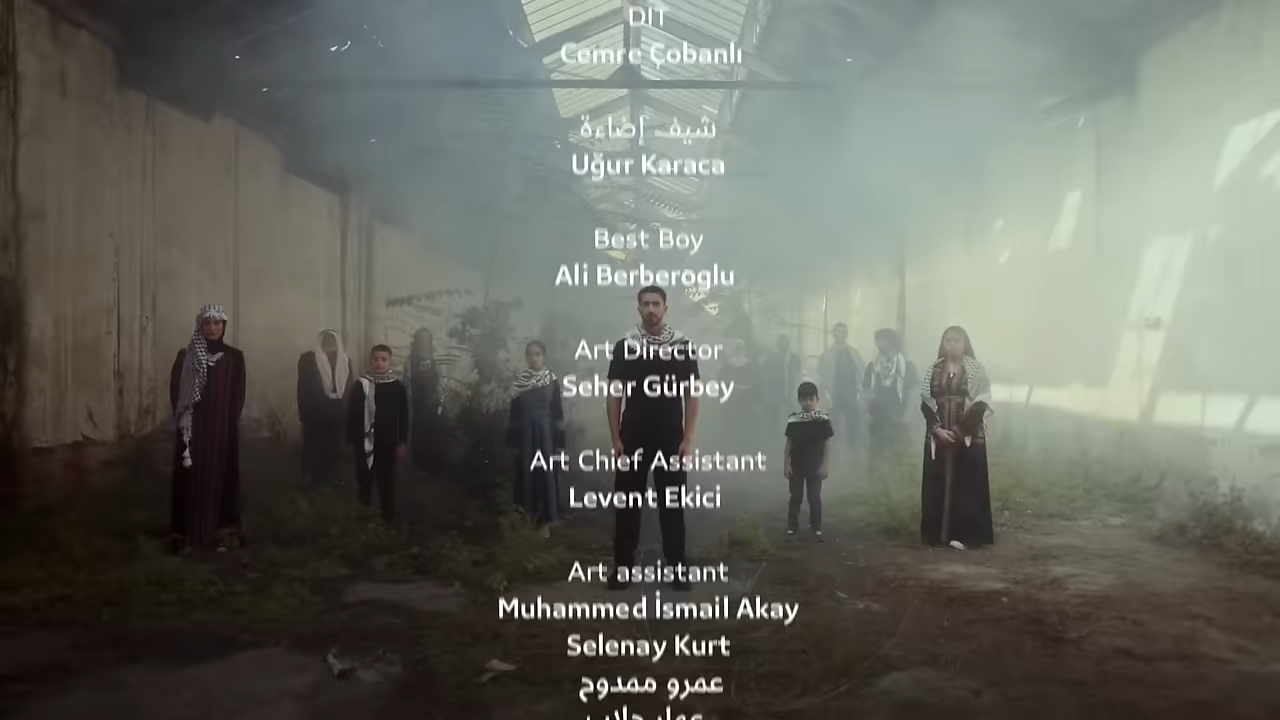 DIT
Cemre Çobanlı
شيف إضاءة
Uğur Karaca
Best Boy
Ali Berberoglu
Art Director
Seher Gürbey
Art Chief Assistant
Levent Ekici
Art assistant
Muhammed İsmail Akay
Selenay Kurt
عمرو ممدوح